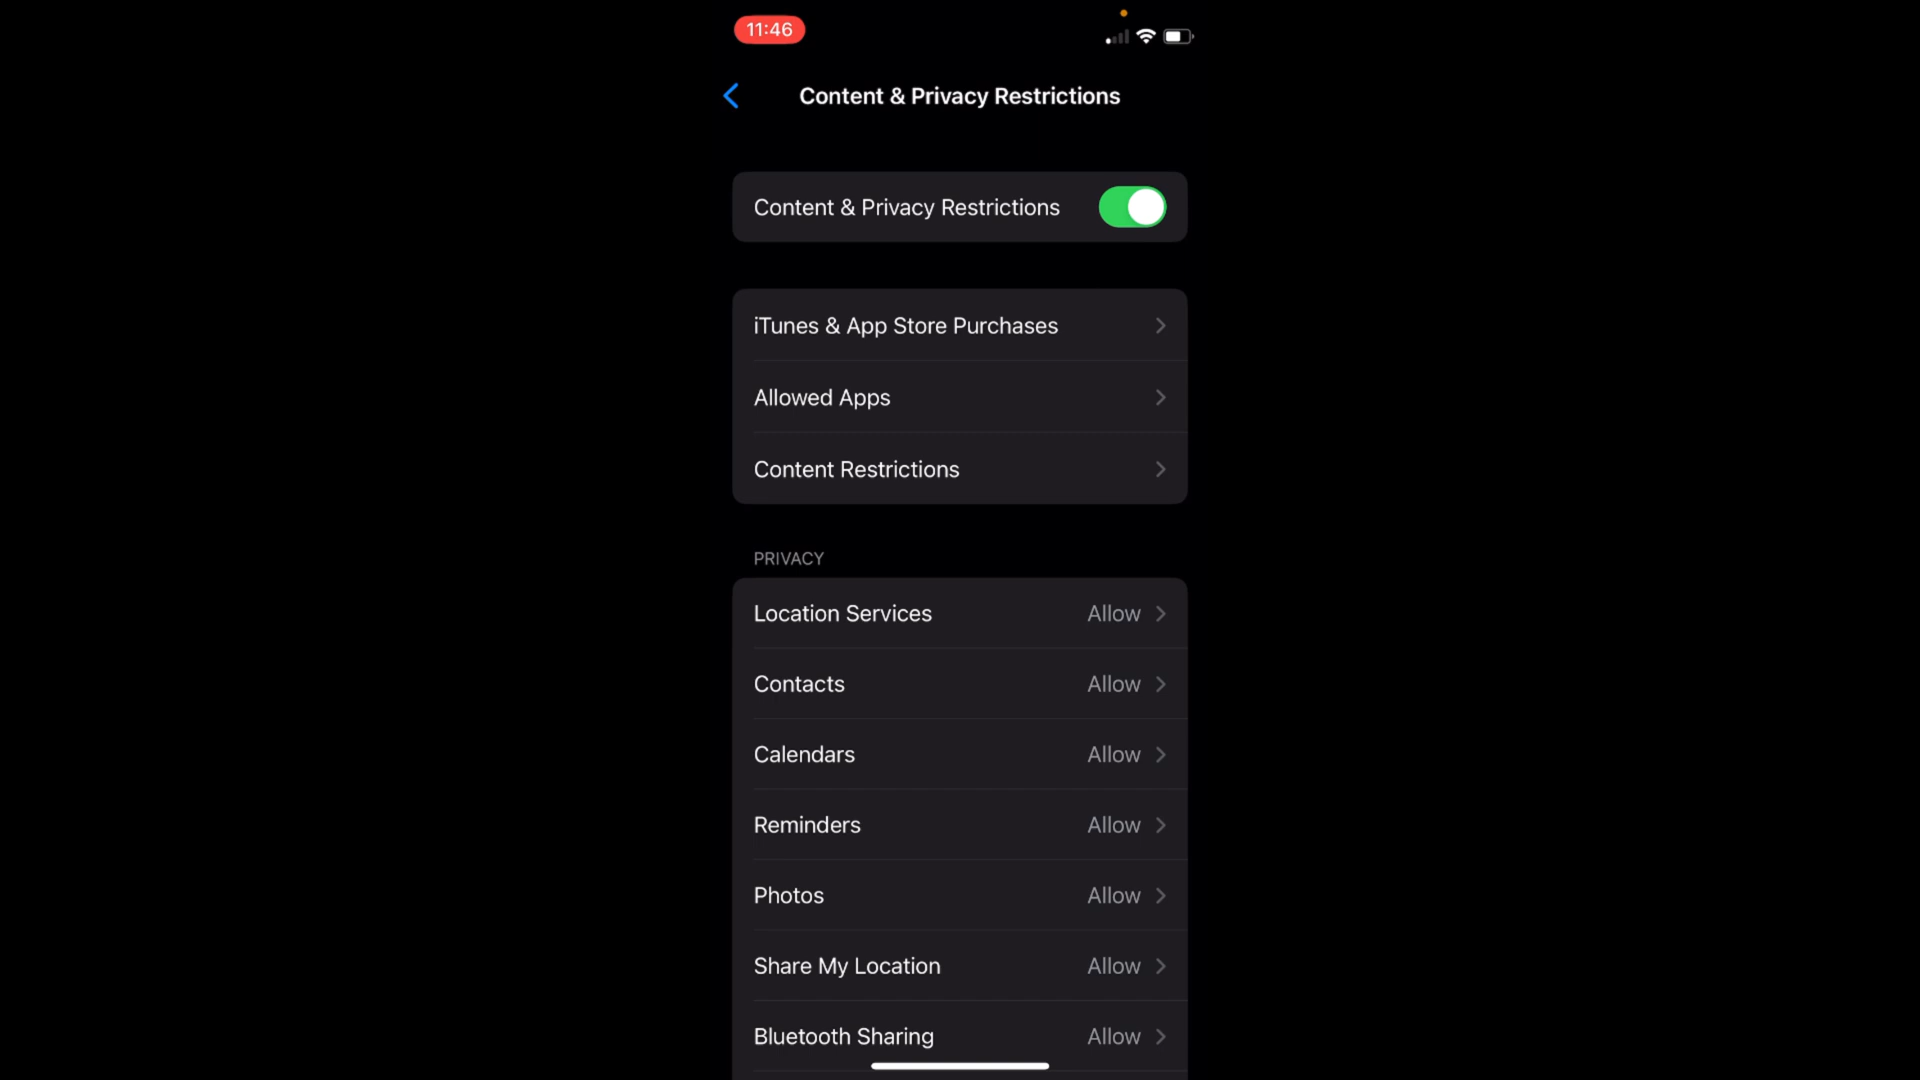 11:46
Content & Privacy Restrictions
Content & Privacy Restrictions
iTunes & App Store Purchases
Allowed Apps
Content Restrictions
PRIVACY
Location Services Allow
Contacts Allow
Calendars Allow
Reminders Allow
Photos Allow
Share My Location Allow
Bluetooth Sharing Allow